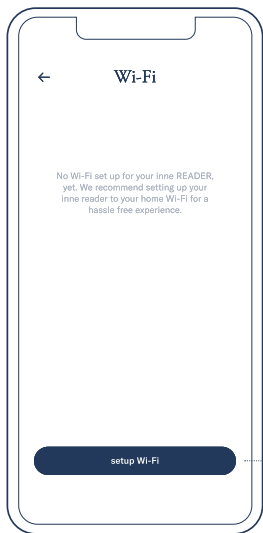 Wi-Fi
No Wi-Fi set up for your inne READER,
yet. We recommend setting up your
inne reader to your home Wi-Fi for a
hassle free experience.
setup Wi-Fi